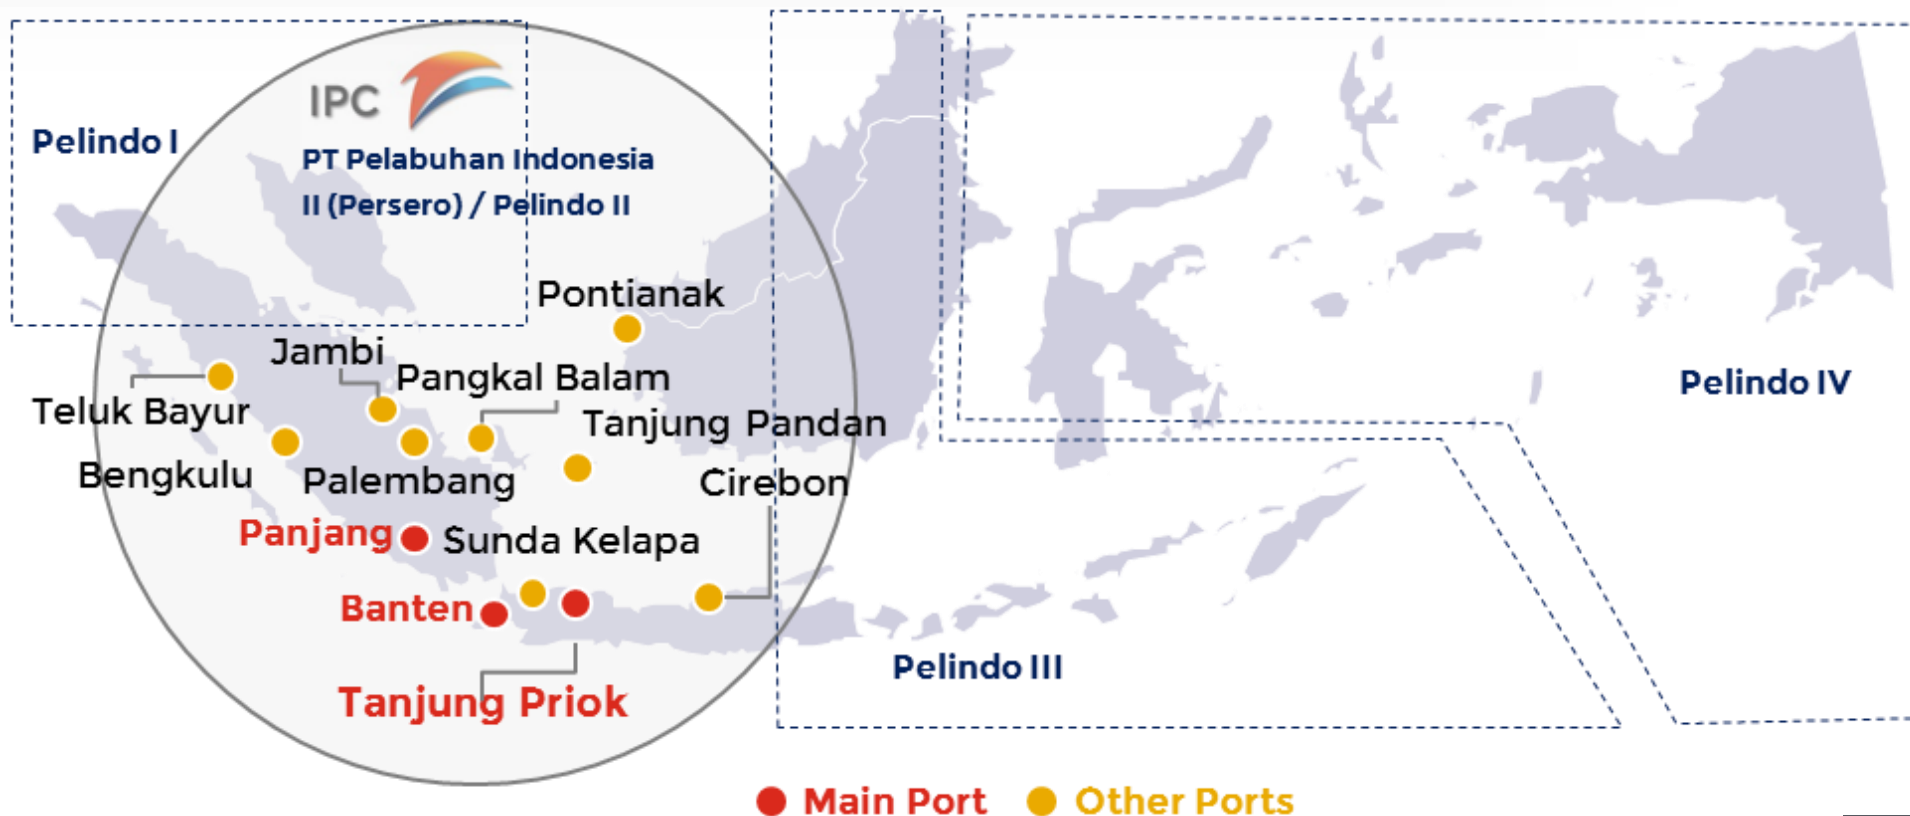 IPC
Pelindo I
PT Pelabuhan Indonesia
II (Persero) / Pelindo II
Pontianak
Jambi
Pangkal Balam
Pelindo IV
Teluk Bayur
Tanjung Pandan
Bengkulu
Palembang
Cirebon
Panjang
Sunda Kelapa
Banten
Pelindo III
Tanjung Priok
Main Port
Other Ports